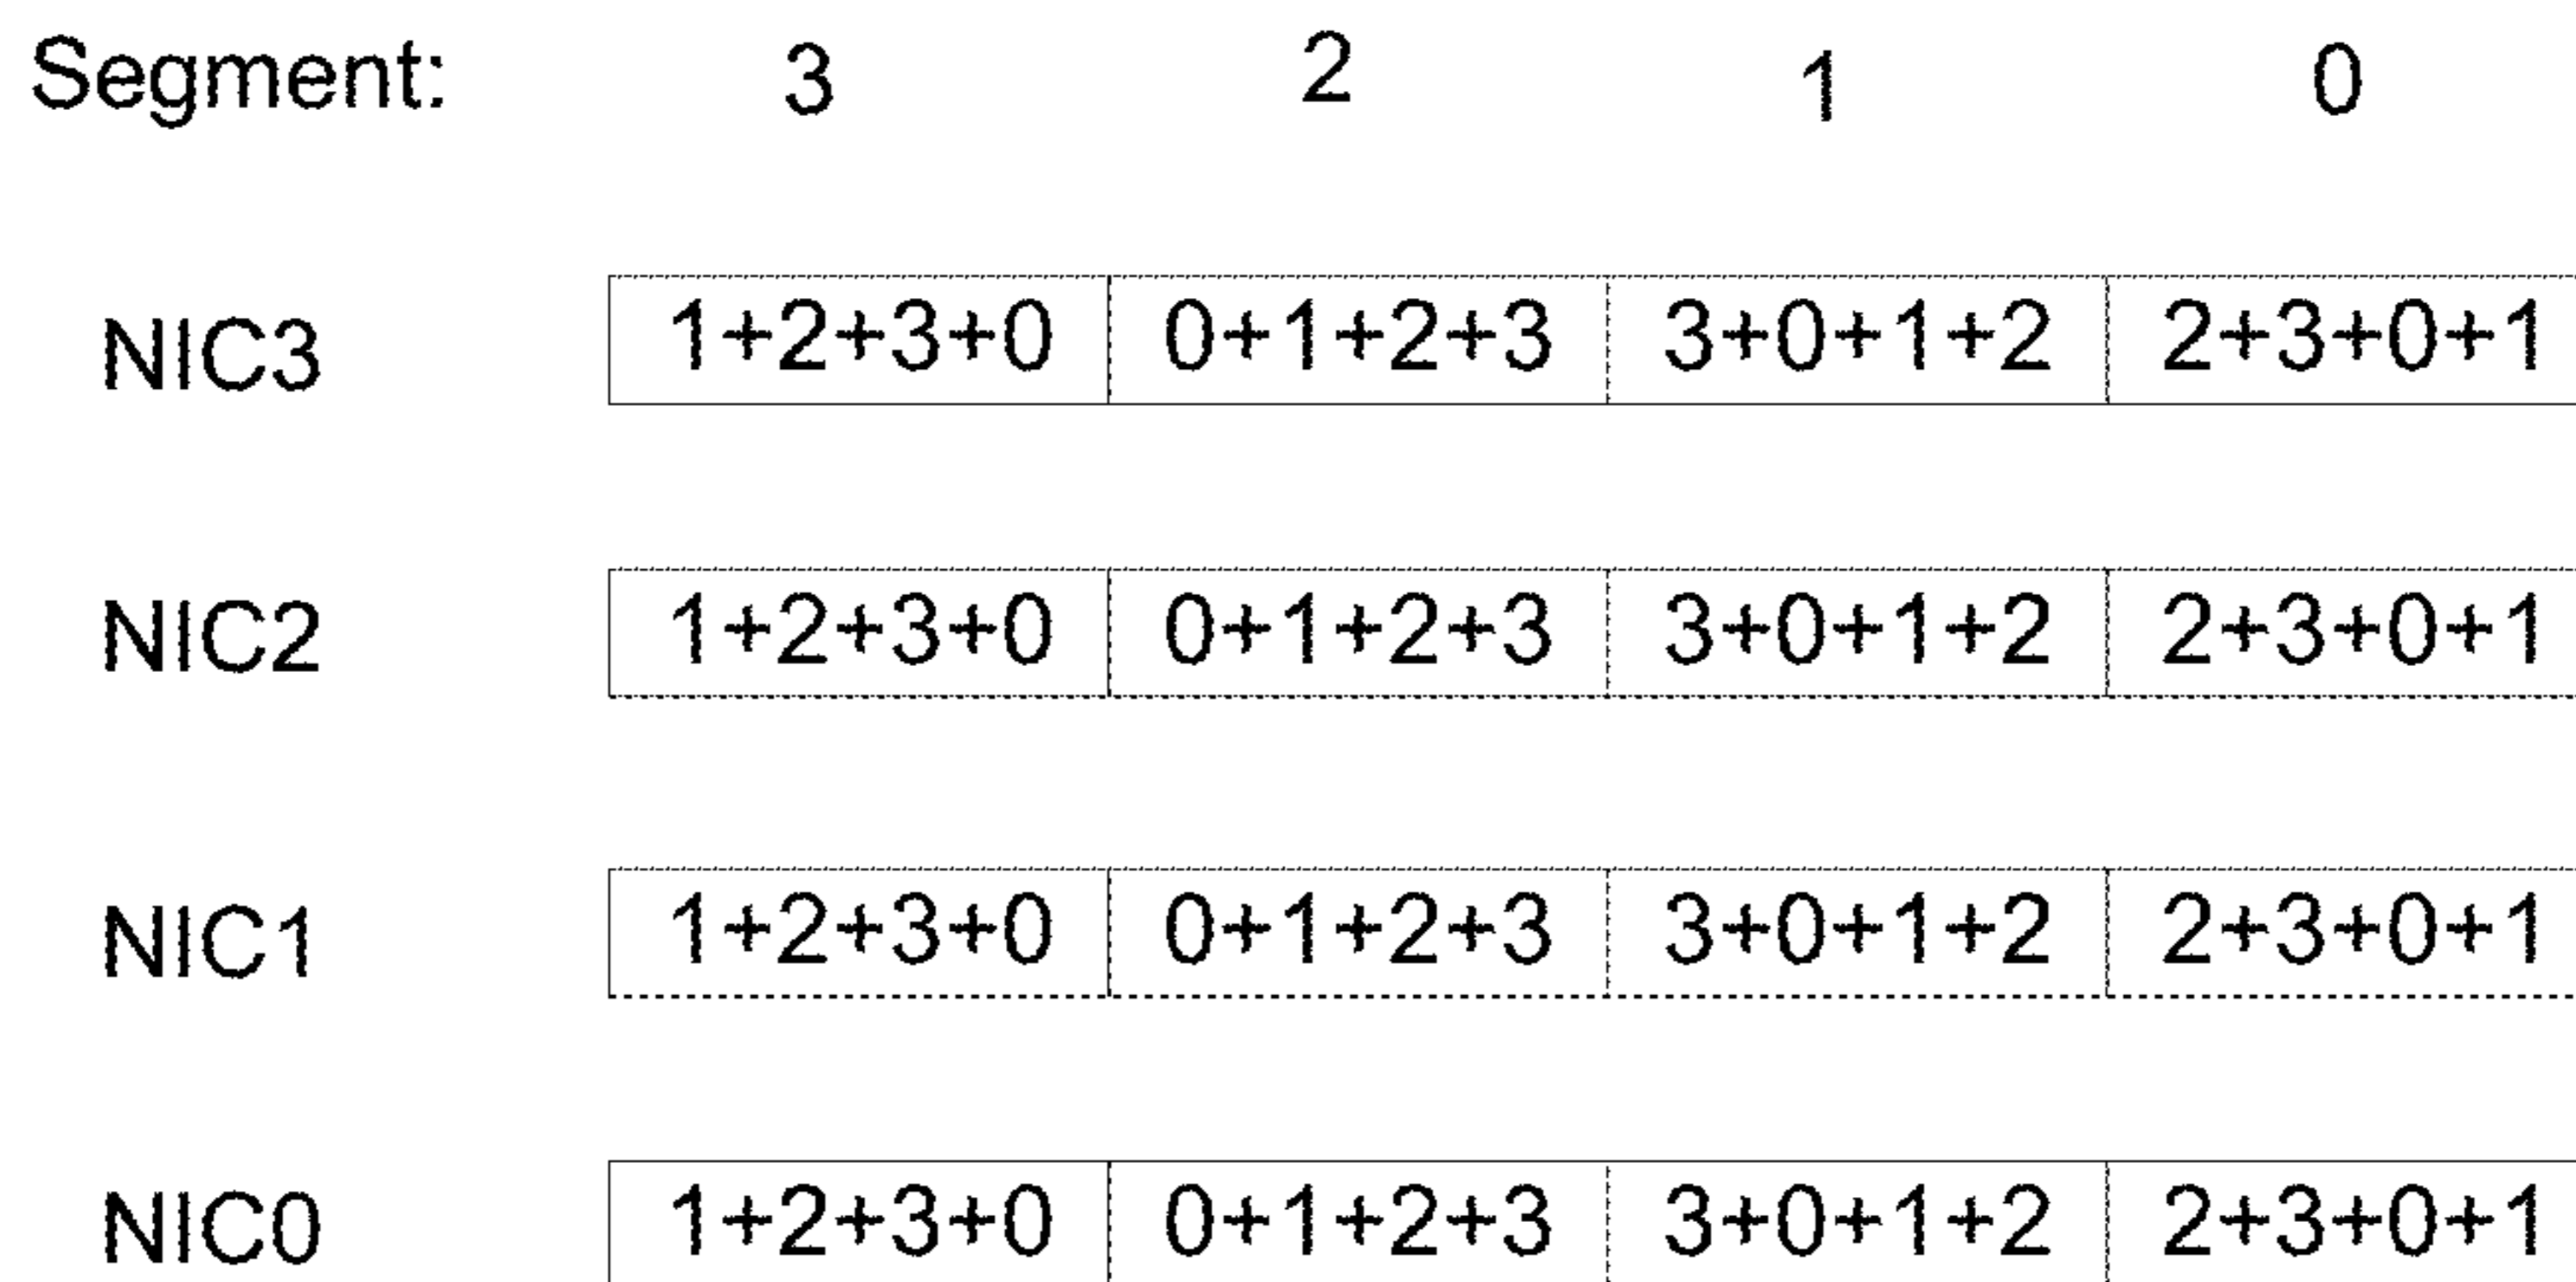 Segment: 3 2 1 0
NIC3 1+2+3+0 0+1+2+3 3+0+1+2 2+3+0+1
NIC2 1+2+3+0 0+1+2+3 3+0+1+2 2+3+0+1
NIC1 1+2+3+0 0+1+2+3 3+0+1+2 2+3+0+1
NIC0 1+2+3+0 0+1+2+3 3+0+1+2 2+3+0+1